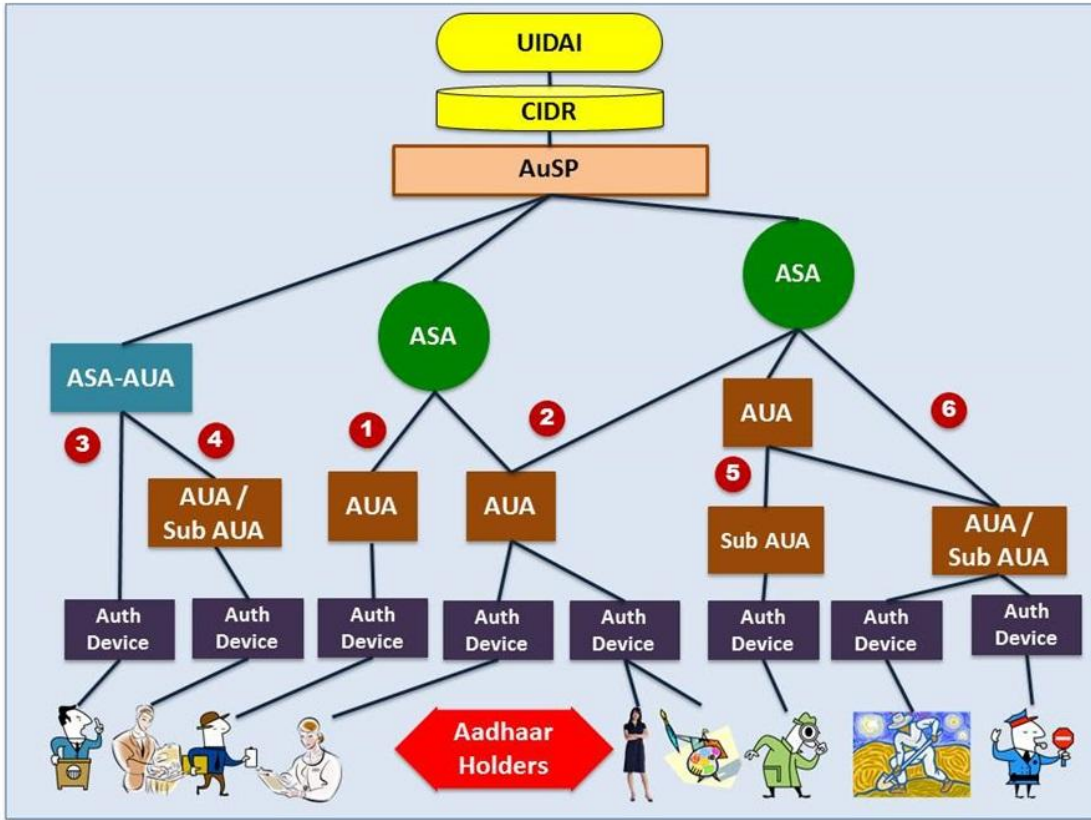 UIDAI
CIDR
AuSP
ASA
ASA
ASA-AUA
AUA
6
3
4
1
2
5
AUA /
Sub AUA
AUA
AUA
Sub AUA
AUA /
Sub AUA
Auth
Device
Auth
Device
Auth
Device
Auth
Device
Auth
Device
Auth
Device
Auth
Device
Auth
Device
Aadhaar
Holders